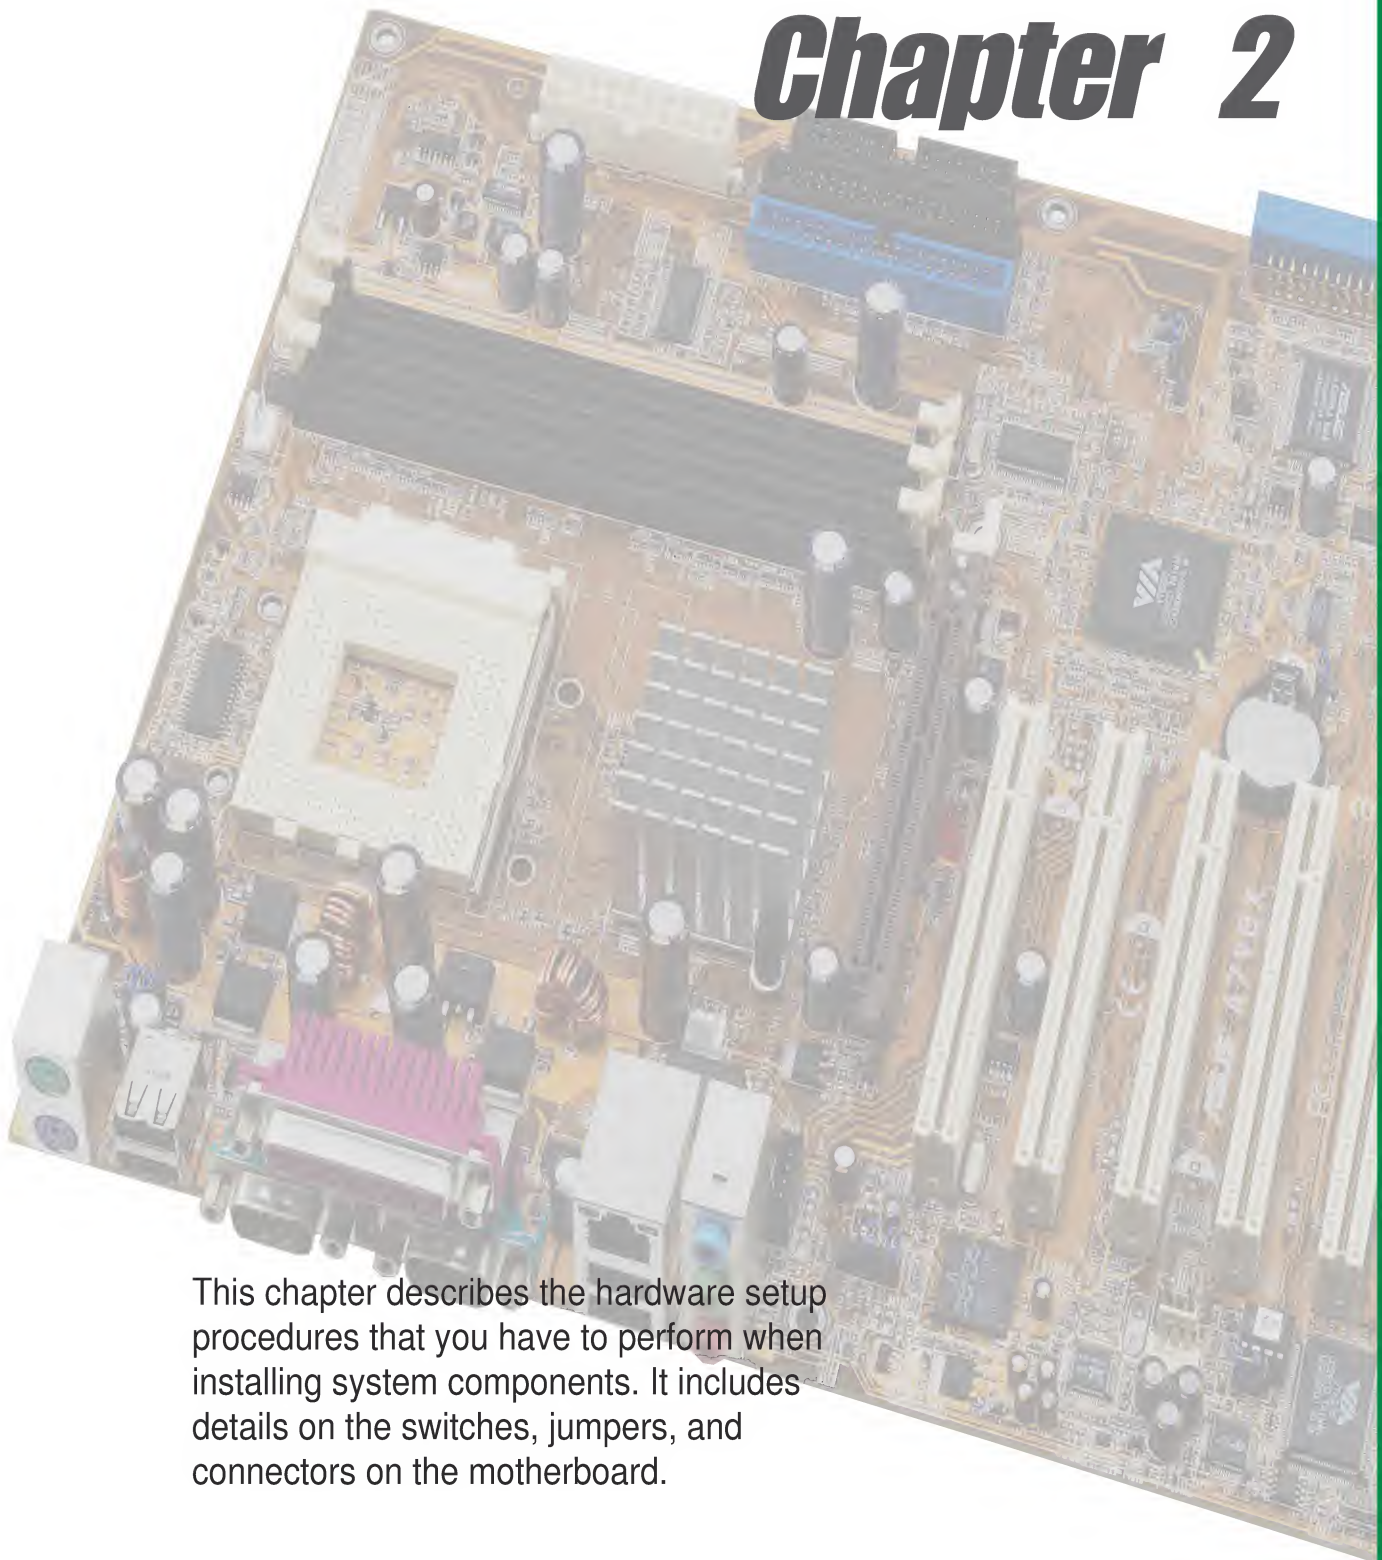 Chapter 2
VIA
This chapter describes the hardware setup
procedures that you have to perform when
installing system components. It includes
details on the switches, jumpers, and
connectors on the motherboard.